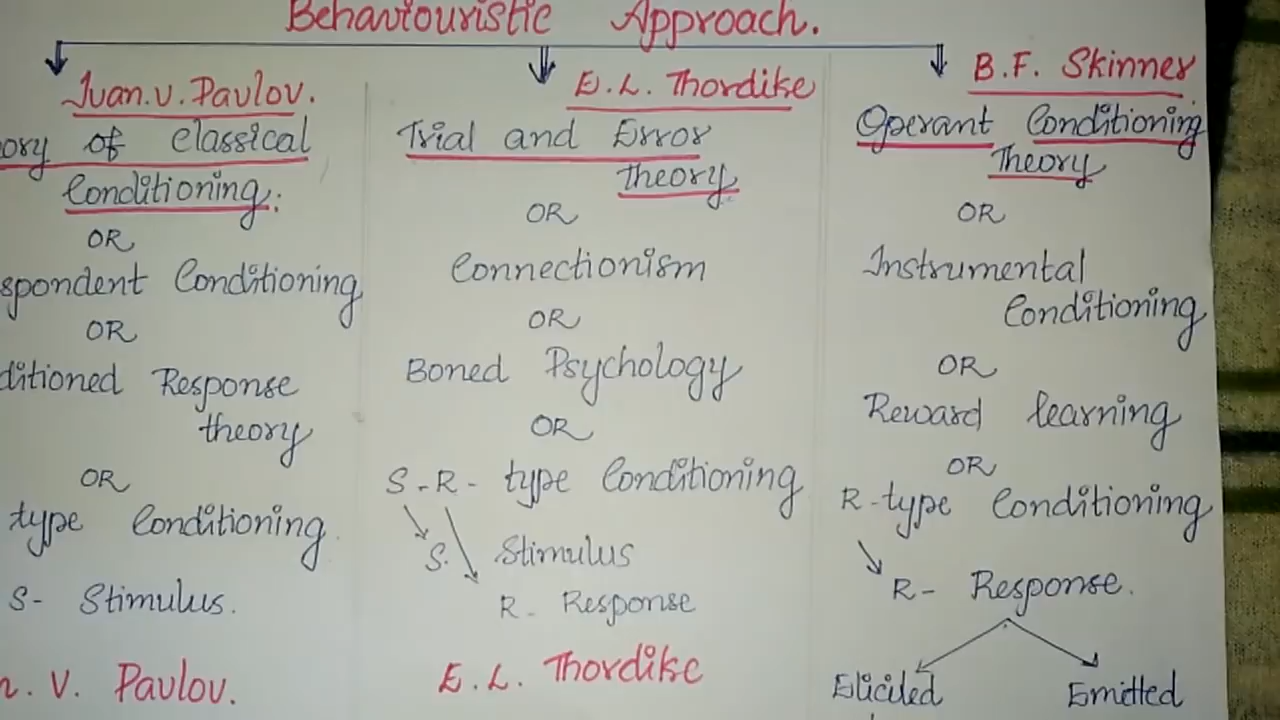 Behaviouristic Approach.
Juan.v. Pavlov.
ory of classical
Conditioning:
OR
spondent Conditioning
OR
ditioned Response
theory
OR
type Conditioning
S- Stimulus.
n. V. Pavlov.
E.L. Thordike
Trial and Error
theory
OR
Connectionism
OR
Boned Psychology
OR
S-R- type Conditioning
S. Stimulus
R- Response
E.L. Thordike
B.F. Skinner
Operant Conditioning
Theory
OR
Instrumental
Conditioning
OR
Reward learning
OR
R-type Conditioning
R- Response.
Eliciled Emitted